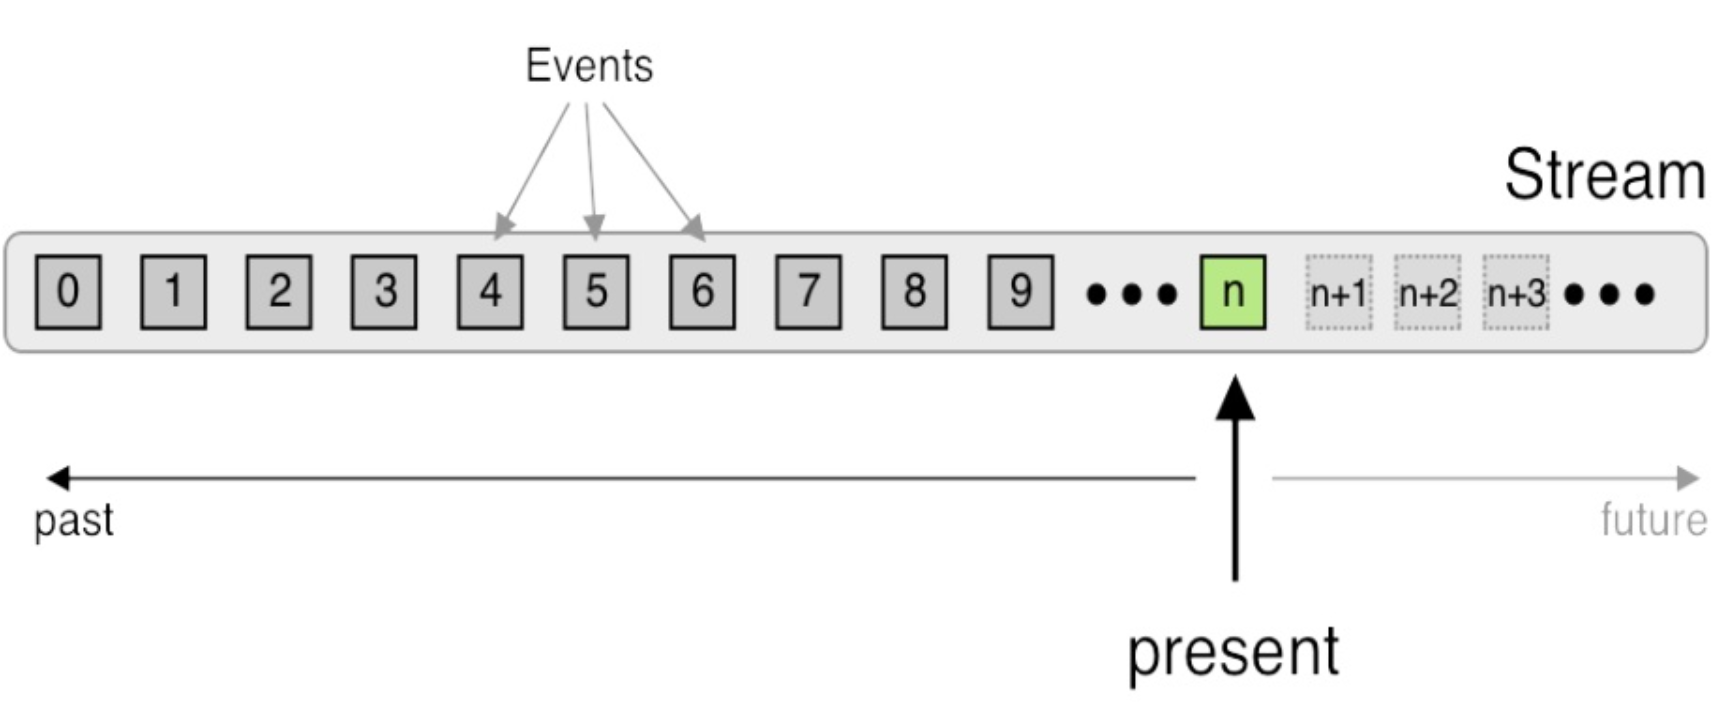 Events
Stream
0 1 2 3 4 5 6 7 8 9 ••• n n+1 n+2 n+3 •••
past
future
present